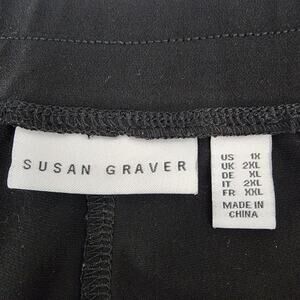 SUSAN GRAVER
US 1X
UK 2XL
DE XL
IT 2XL
FR XXL
MADE IN
CHINA